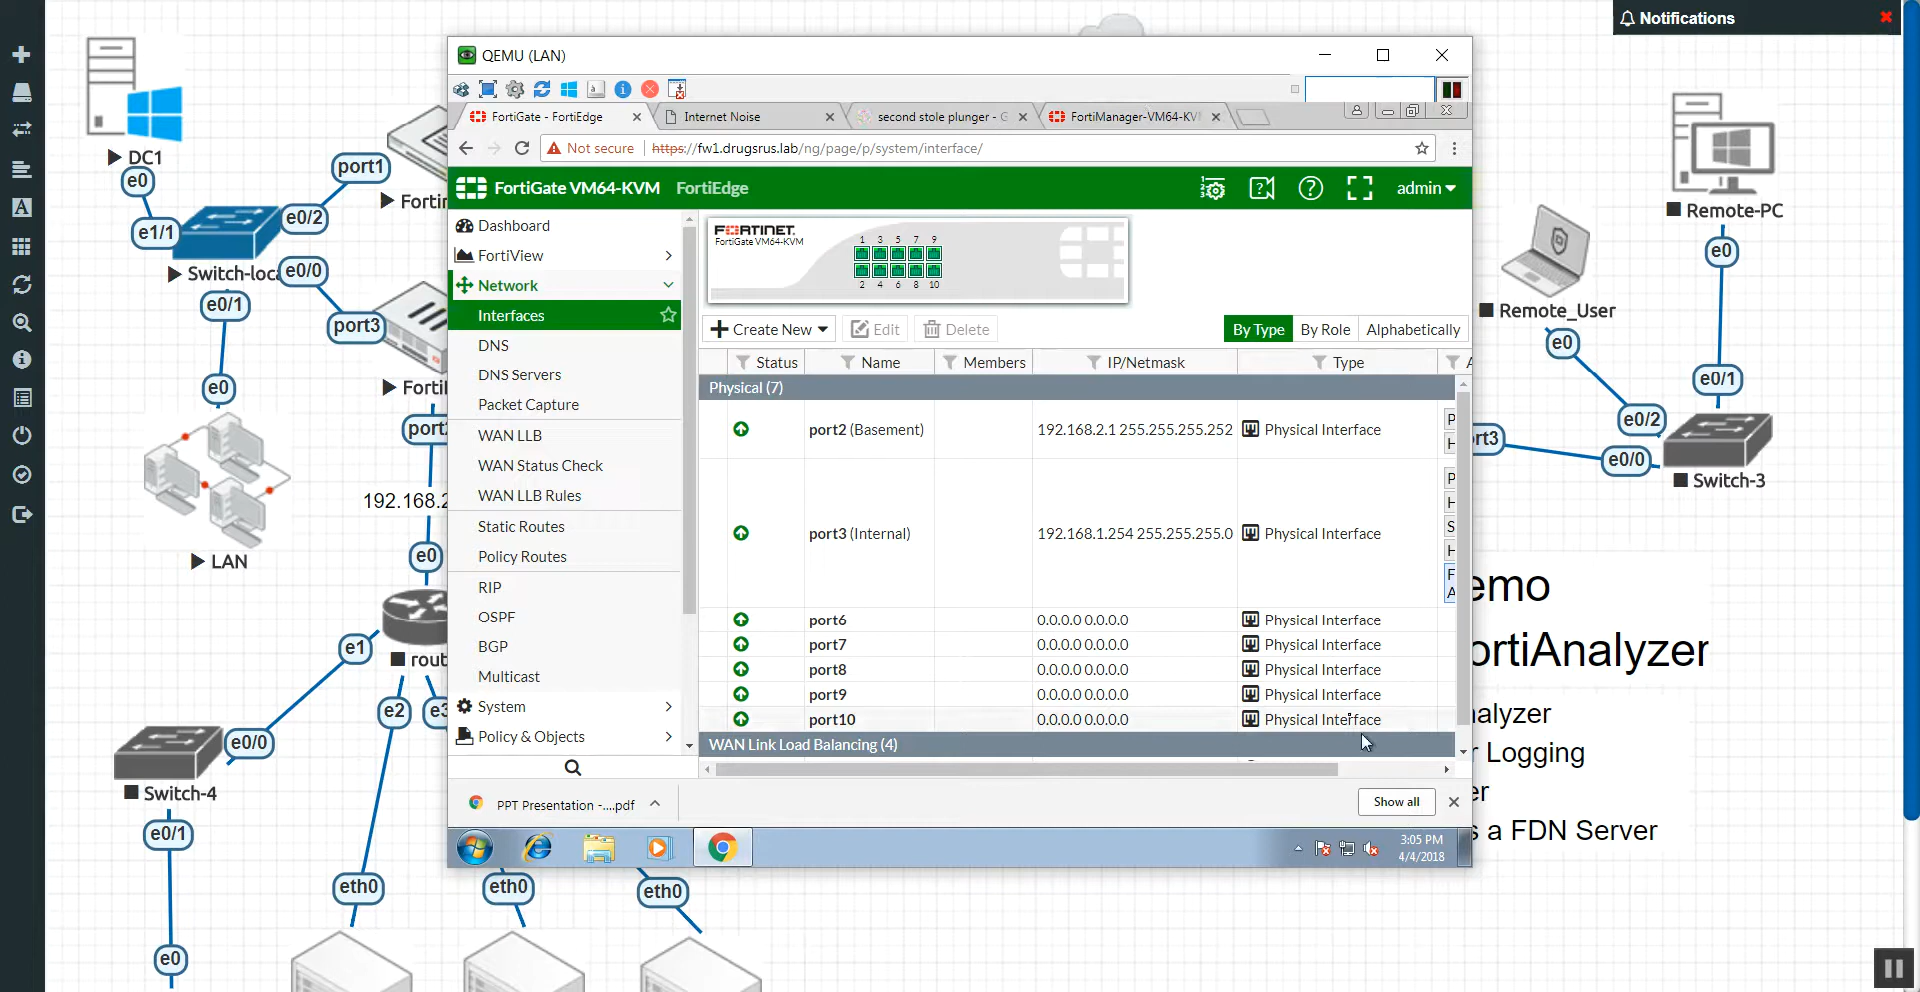 Notifications
DC1
e0
e1/1
port1
e0/2
Switch-loc
e0/0
e0/1
port3
e0
LAN
192.168.2
e0
e1
e2
Switch-4
e0/0
e0/1
e0
eth0
eth0
eth0
QEMU (LAN)
FortiGate - FortiEdge
Internet Noise
second stole plunger - G
FortiManager-VM64-KV
Not secure
https://fw1.drugsrus.lab/ng/page/p/system/interface/
FortiGate VM64-KVM FortiEdge
admin
Dashboard
FortiView
Network
Interfaces
DNS
DNS Servers
Packet Capture
WAN LLB
WAN Status Check
WAN LLB Rules
Static Routes
Policy Routes
RIP
OSPF
BGP
Multicast
System
Policy & Objects
FORTINET
FortiGate VM64-KVM
1 3 5 7 9
2 4 6 8 10
Create New Edit Delete
By Type By Role Alphabetically
Status Name Members IP/Netmask Type
Physical (7)
port2 (Basement) 192.168.2.1 255.255.255.252 Physical Interface
port3 (Internal) 192.168.1.254 255.255.255.0 Physical Interface
port6 0.0.0.0 0.0.0.0 Physical Interface
port7 0.0.0.0 0.0.0.0 Physical Interface
port8 0.0.0.0 0.0.0.0 Physical Interface
port9 0.0.0.0 0.0.0.0 Physical Interface
port10 0.0.0.0 0.0.0.0 Physical Interface
WAN Link Load Balancing (4)
PPT Presentation -....pdf
Show all
3:05 PM
4/4/2018
Remote-PC
e0
Remote_User
e0
e0/1
e0/2
rt3
e0/0
Switch-3
emo
ortiAnalyzer
alyzer
r Logging
er
s a FDN Server